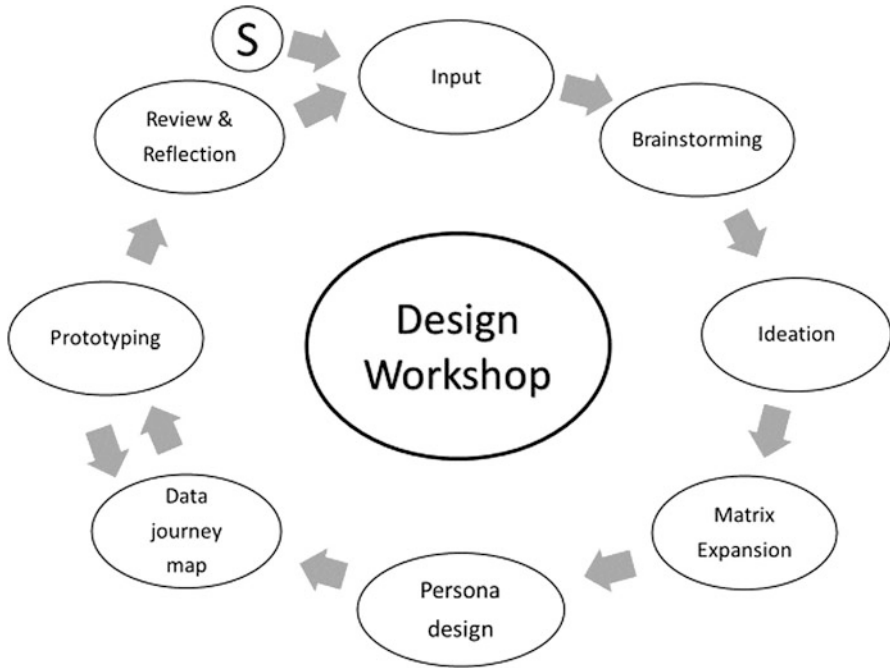 S
Input
Brainstorming
Ideation
Matrix
Expansion
Persona
design
Data
journey
map
Prototyping
Review &
Reflection
Design
Workshop